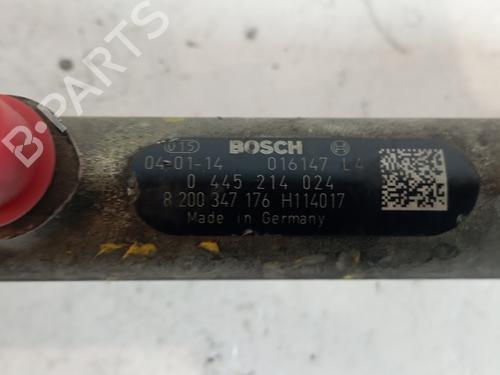 015 BOSCH
04-01-14 016147 L4
0 445 214 024
8 200 347 176 H114017
Made in Germany
B-PARTS